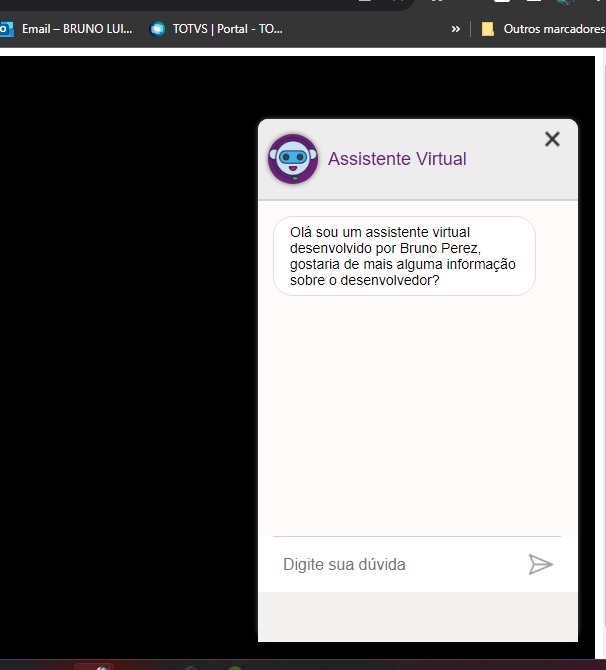 Email – BRUNO LUI...
TOTVS | Portal - TO...
»
Outros marcadores
Assistente Virtual
Olá sou um assistente virtual
desenvolvido por Bruno Perez,
gostaria de mais alguma informação
sobre o desenvolvedor?
Digite sua dúvida